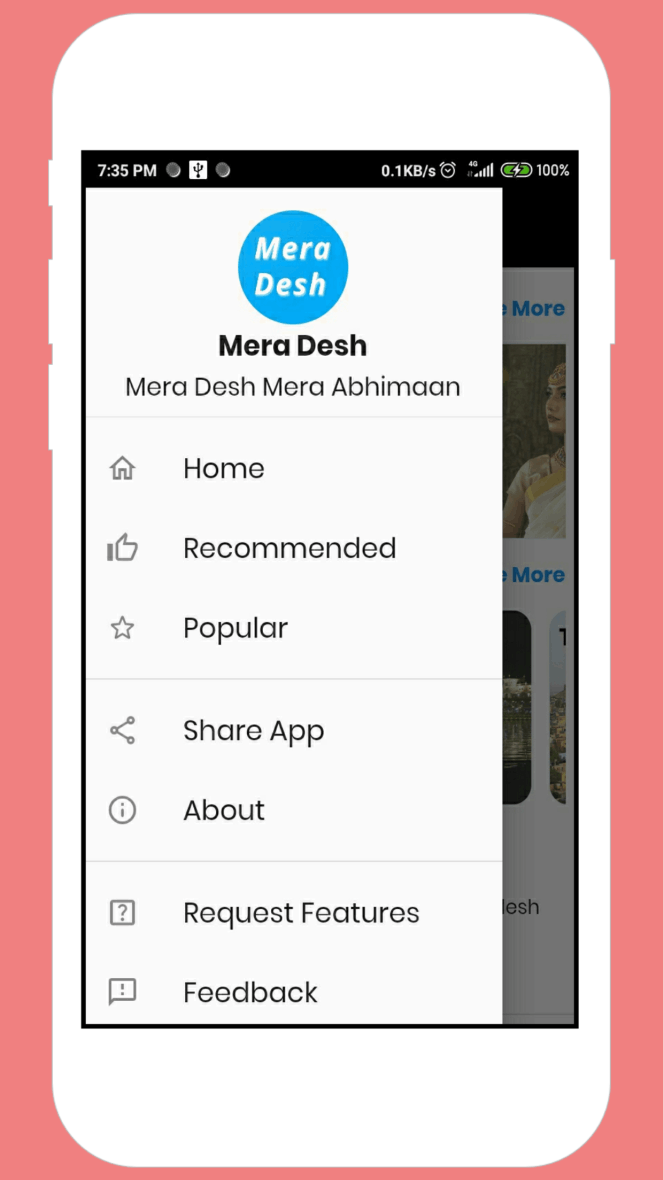 7:35 PM 0.1KB/s 4G 100%
Mera
Desh
Mera Desh
Mera Desh Mera Abhimaan
More
Home
Recommended
More
Popular
Share App
About
Request Features
Feedback